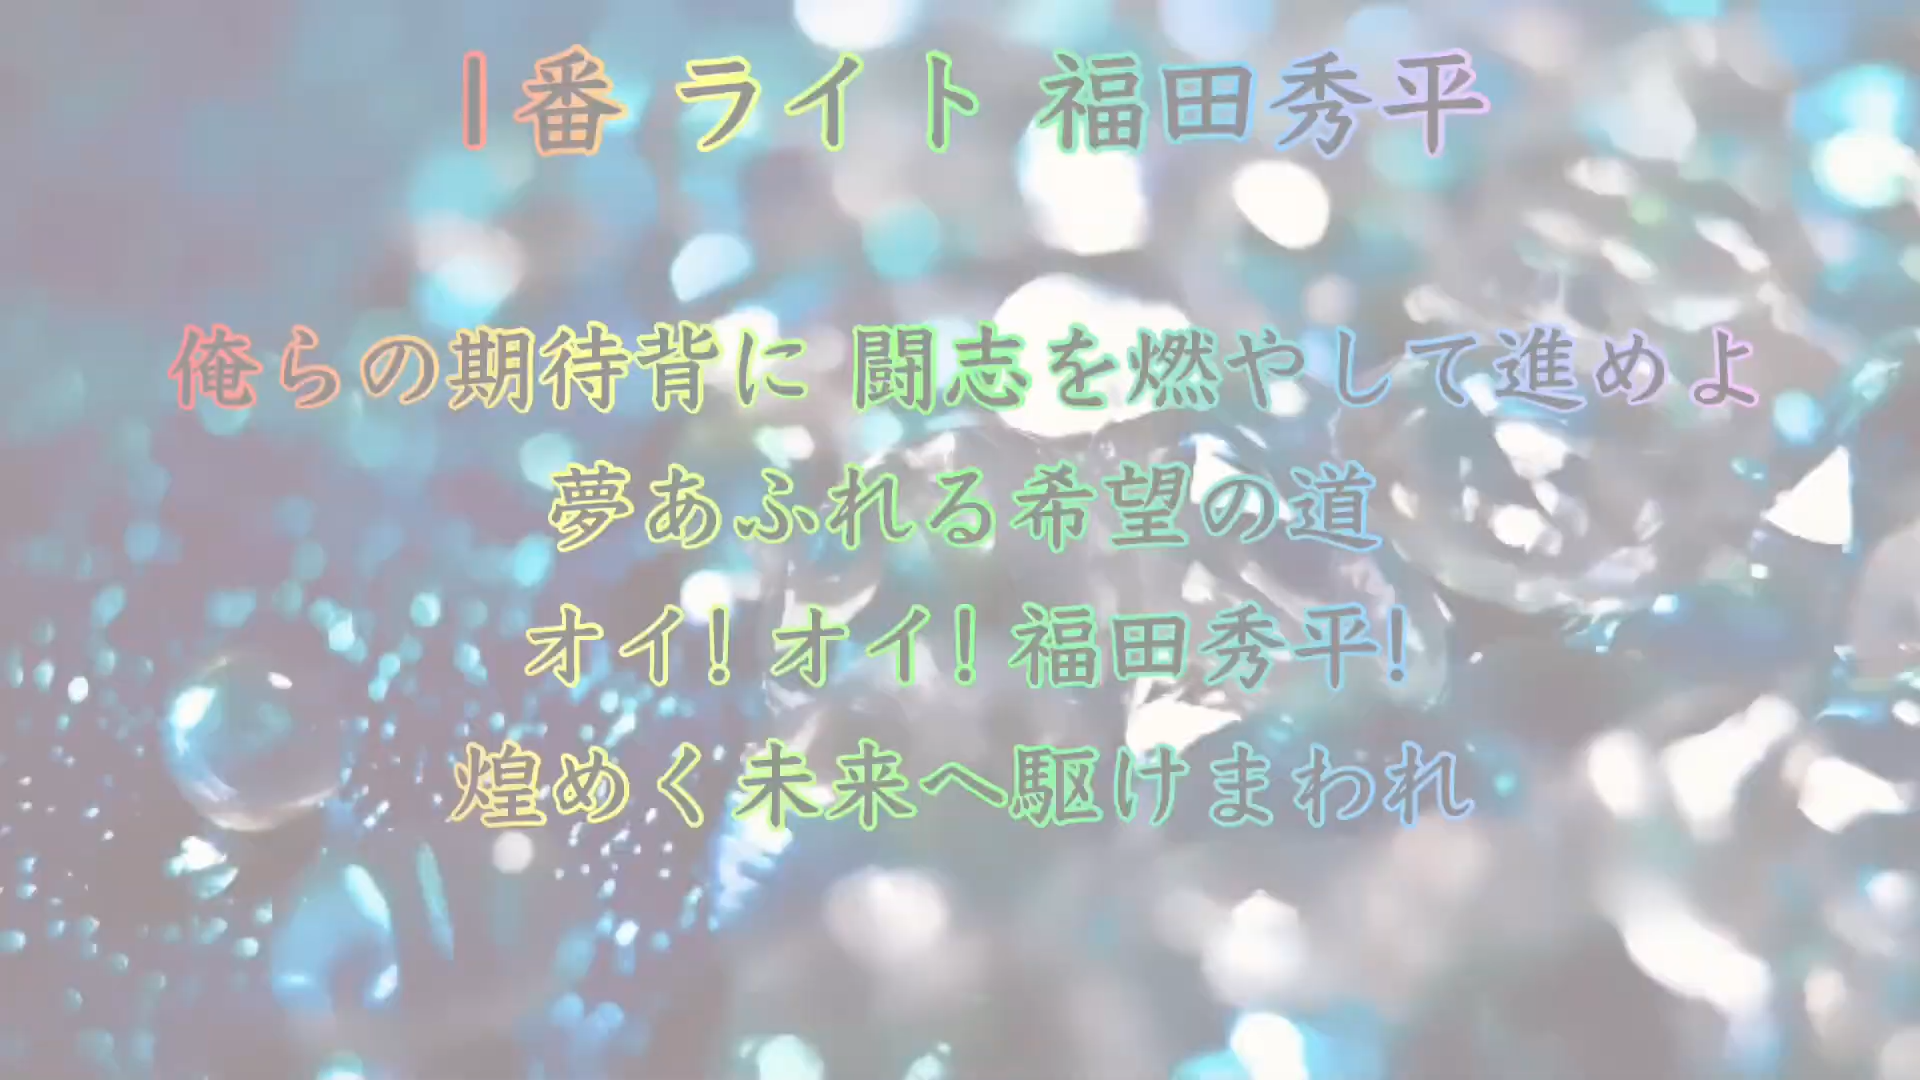 1番 ライト 福田秀平
俺らの期待背に 闘志を燃やして進めよ
夢あふれる希望の道
オイ! オイ! 福田秀平!
煌めく未来へ駆けまわれ